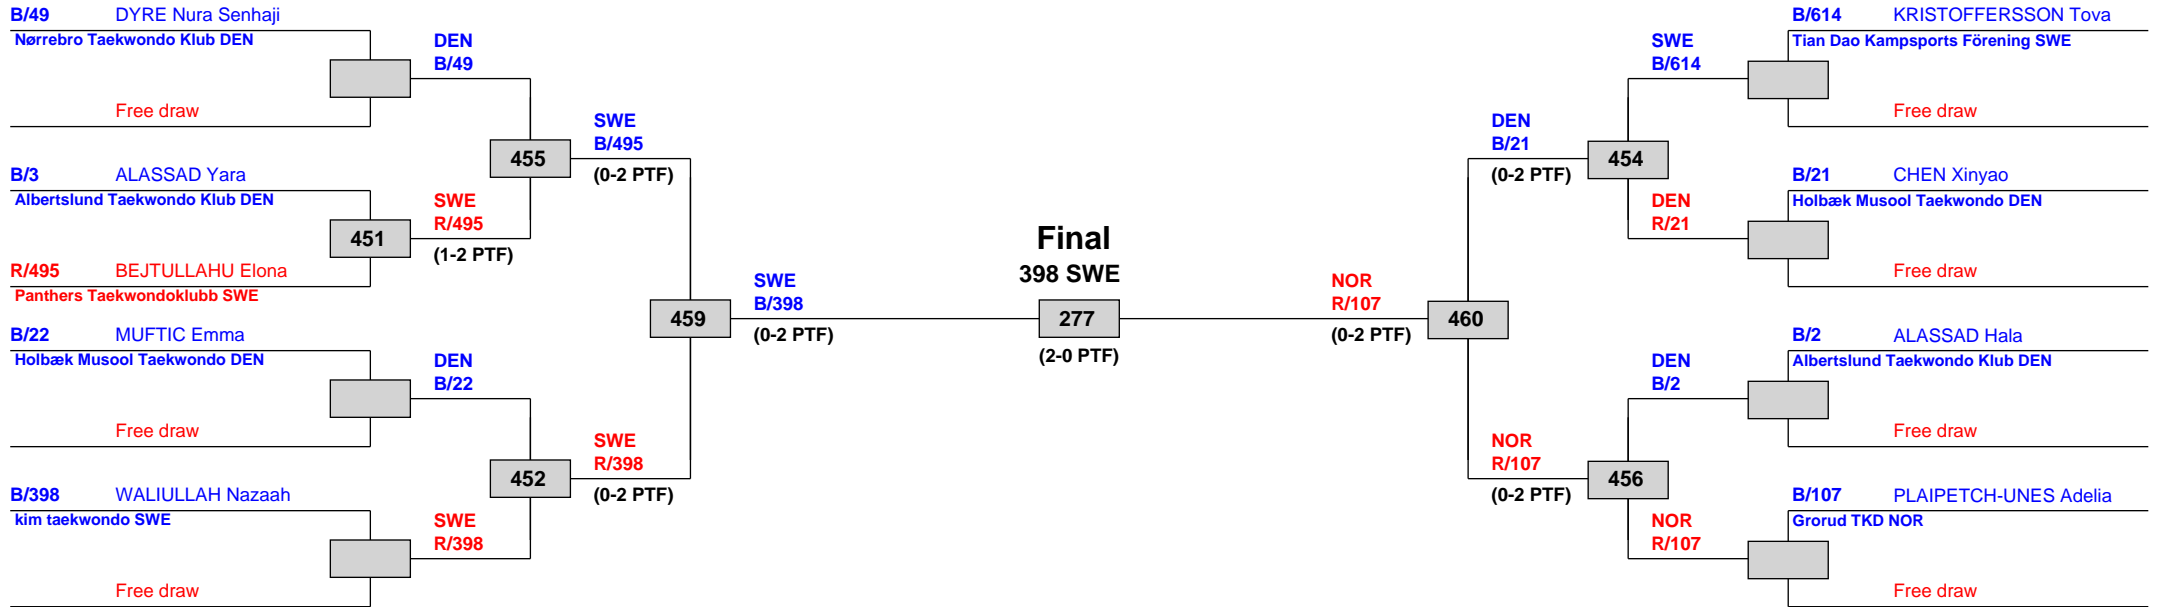 B/49 DYRE Nura Senhaji
Nørrebro Taekwondo Klub DEN
Free draw
B/3 ALASSAD Yara
Albertslund Taekwondo Klub DEN
451
R/495 BEJTULLAHU Elona
Panthers Taekwondoklubb SWE
B/22 MUFTIC Emma
Holbæk Musool Taekwondo DEN
Free draw
B/398 WALIULLAH Nazaah
kim taekwondo SWE
Free draw
DEN
B/49
455
SWE
R/495
(1-2 PTF)
DEN
B/22
452
SWE
R/398
SWE
B/495
(0-2 PTF)
459
SWE
R/398
(0-2 PTF)
SWE
B/398
(0-2 PTF)
Final
398 SWE
277
(2-0 PTF)
NOR
R/107
(0-2 PTF)
460
DEN
B/21
(0-2 PTF)
NOR
R/107
(0-2 PTF)
SWE
B/614
454
DEN
R/21
DEN
B/2
456
NOR
R/107
B/614 KRISTOFFERSSON Tova
Tian Dao Kampsports Förening SWE
Free draw
B/21 CHEN Xinyao
Holbæk Musool Taekwondo DEN
Free draw
B/2 ALASSAD Hala
Albertslund Taekwondo Klub DEN
Free draw
B/107 PLAIPETCH-UNES Adelia
Grorud TKD NOR
Free draw